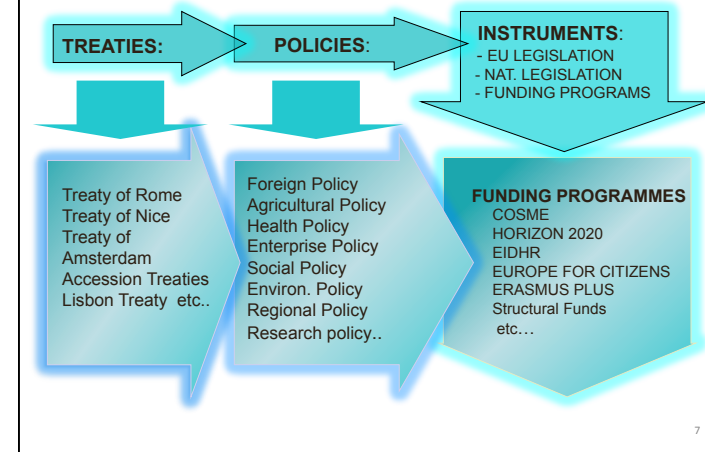 TREATIES:
POLICIES:
INSTRUMENTS:
- EU LEGISLATION
- NAT. LEGISLATION
- FUNDING PROGRAMS
Treaty of Rome
Treaty of Nice
Treaty of
Amsterdam
Accession Treaties
Lisbon Treaty etc..
Foreign Policy
Agricultural Policy
Health Policy
Enterprise Policy
Social Policy
Environ. Policy
Regional Policy
Research policy..
FUNDING PROGRAMMES
COSME
HORIZON 2020
EIDHR
EUROPE FOR CITIZENS
ERASMUS PLUS
Structural Funds
etc…
7